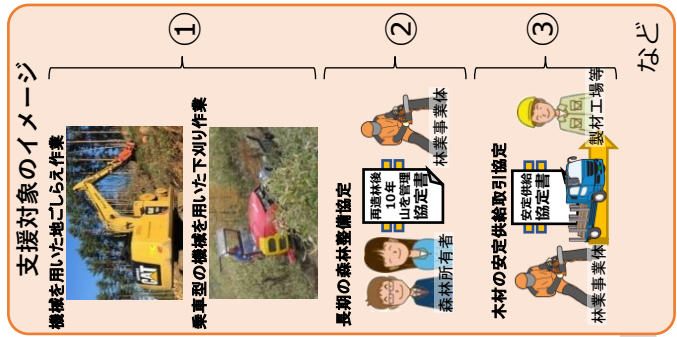 支援対象のイメージ
①
機械を用いた地ごしらえ作業
CAT
乗車型の機械を用いた下刈り作業
②
長期の森林整備協定
再造林後
10年
山を管理
協定書
森林所有者
林業事業体
③
木材の安定供給取引協定
安定供給
協定書
林業事業体
製材工場等
など